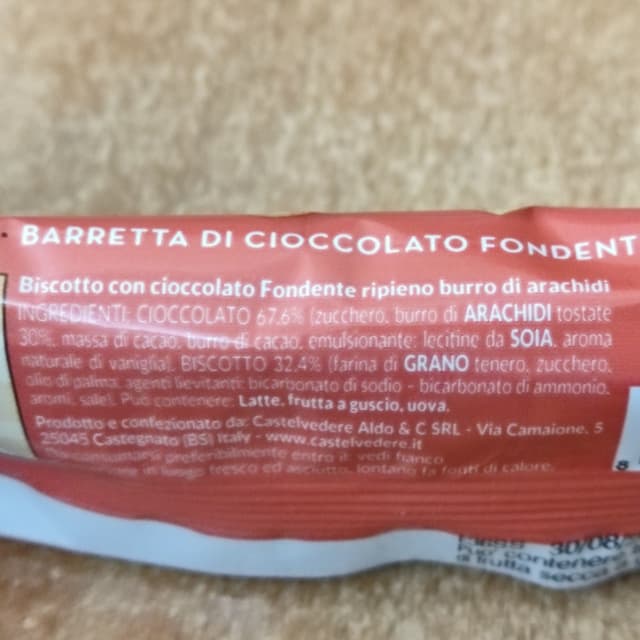 BARRETTA DI CIOCCOLATO FONDENT
Biscotto con cioccolato Fondente ripieno burro di arachidi
INGREDIENTI: CIOCCOLATO 67.6% (zucchero, burro di ARACHIDI tostate
30%, massa di cacao, burro di cacao, emulsionante: lecitine da SOIA, aroma
naturale di vaniglia), BISCOTTO 32.4% (farina di GRANO tenero, zucchero,
olio di palma, agenti lievitanti: bicarbonato di sodio - bicarbonato di ammonio,
aromi, sale). Può contenere: Latte, frutta a guscio, uova.
Prodotto e confezionato da: Castelvedere Aldo & C SRL - Via Camaione, 5
25045 Castegnato (BS) Italy - www.castelvedere.it
preferibilmente entro il: vedi fianco
in luogo fresco ed asciutto, lontano fa fonti di calore.
8
30/08/
Puo' contenere
di frutta secca